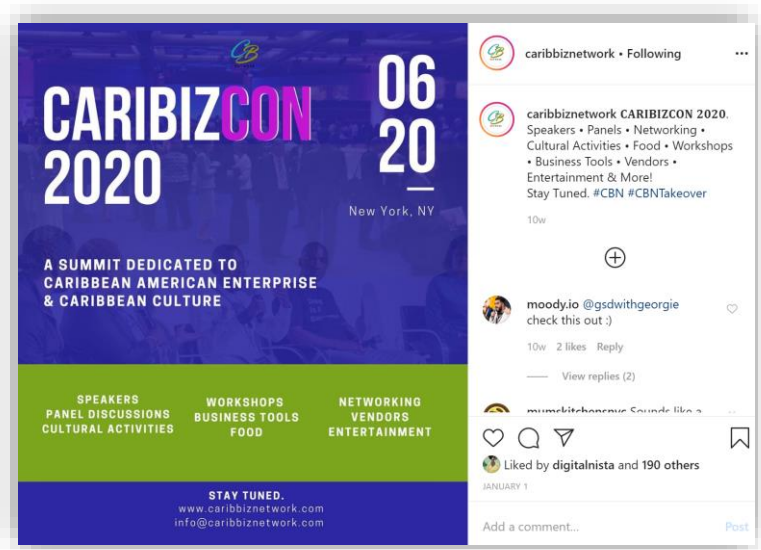 CB
CARIBIZCON
2020
06
20
New York, NY
A SUMMIT DEDICATED TO
CARIBBEAN AMERICAN ENTERPRISE
& CARIBBEAN CULTURE
SPEAKERS
PANEL DISCUSSIONS
CULTURAL ACTIVITIES
WORKSHOPS
BUSINESS TOOLS
FOOD
NETWORKING
VENDORS
ENTERTAINMENT
STAY TUNED.
www.caribbiznetwork.com
info@caribbiznetwork.com
caribbiznetwork • Following
caribbiznetwork CARIBIZCON 2020.
Speakers • Panels • Networking •
Cultural Activities • Food • Workshops
• Business Tools • Vendors •
Entertainment & More!
Stay Tuned. #CBN #CBNTakeover
10w
moody.io @gsdwithgeorgie
check this out :)
10w 2 likes Reply
View replies (2)
mumskitchensnyc Sounds like a
Liked by digitalnista and 190 others
JANUARY 1
Add a comment...
Post